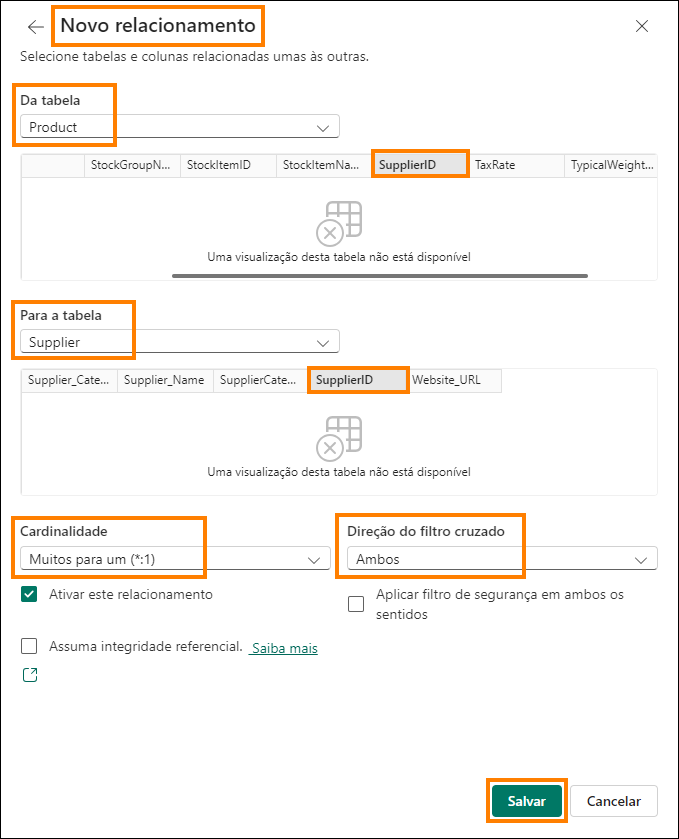 Novo relacionamento
Selecione tabelas e colunas relacionadas umas às outras.
Da tabela
Product
StockGroupN... StockItemID StockItemNa... SupplierID TaxRate TypicalWeight...
Uma visualização desta tabela não está disponível
Para a tabela
Supplier
Supplier_Cate... Supplier_Name SupplierCate... SupplierID Website_URL
Uma visualização desta tabela não está disponível
Cardinalidade
Direção do filtro cruzado
Muitos para um (*:1)
Ambos
Ativar este relacionamento
Aplicar filtro de segurança em ambos os
sentidos
Assuma integridade referencial. Saiba mais
Salvar
Cancelar